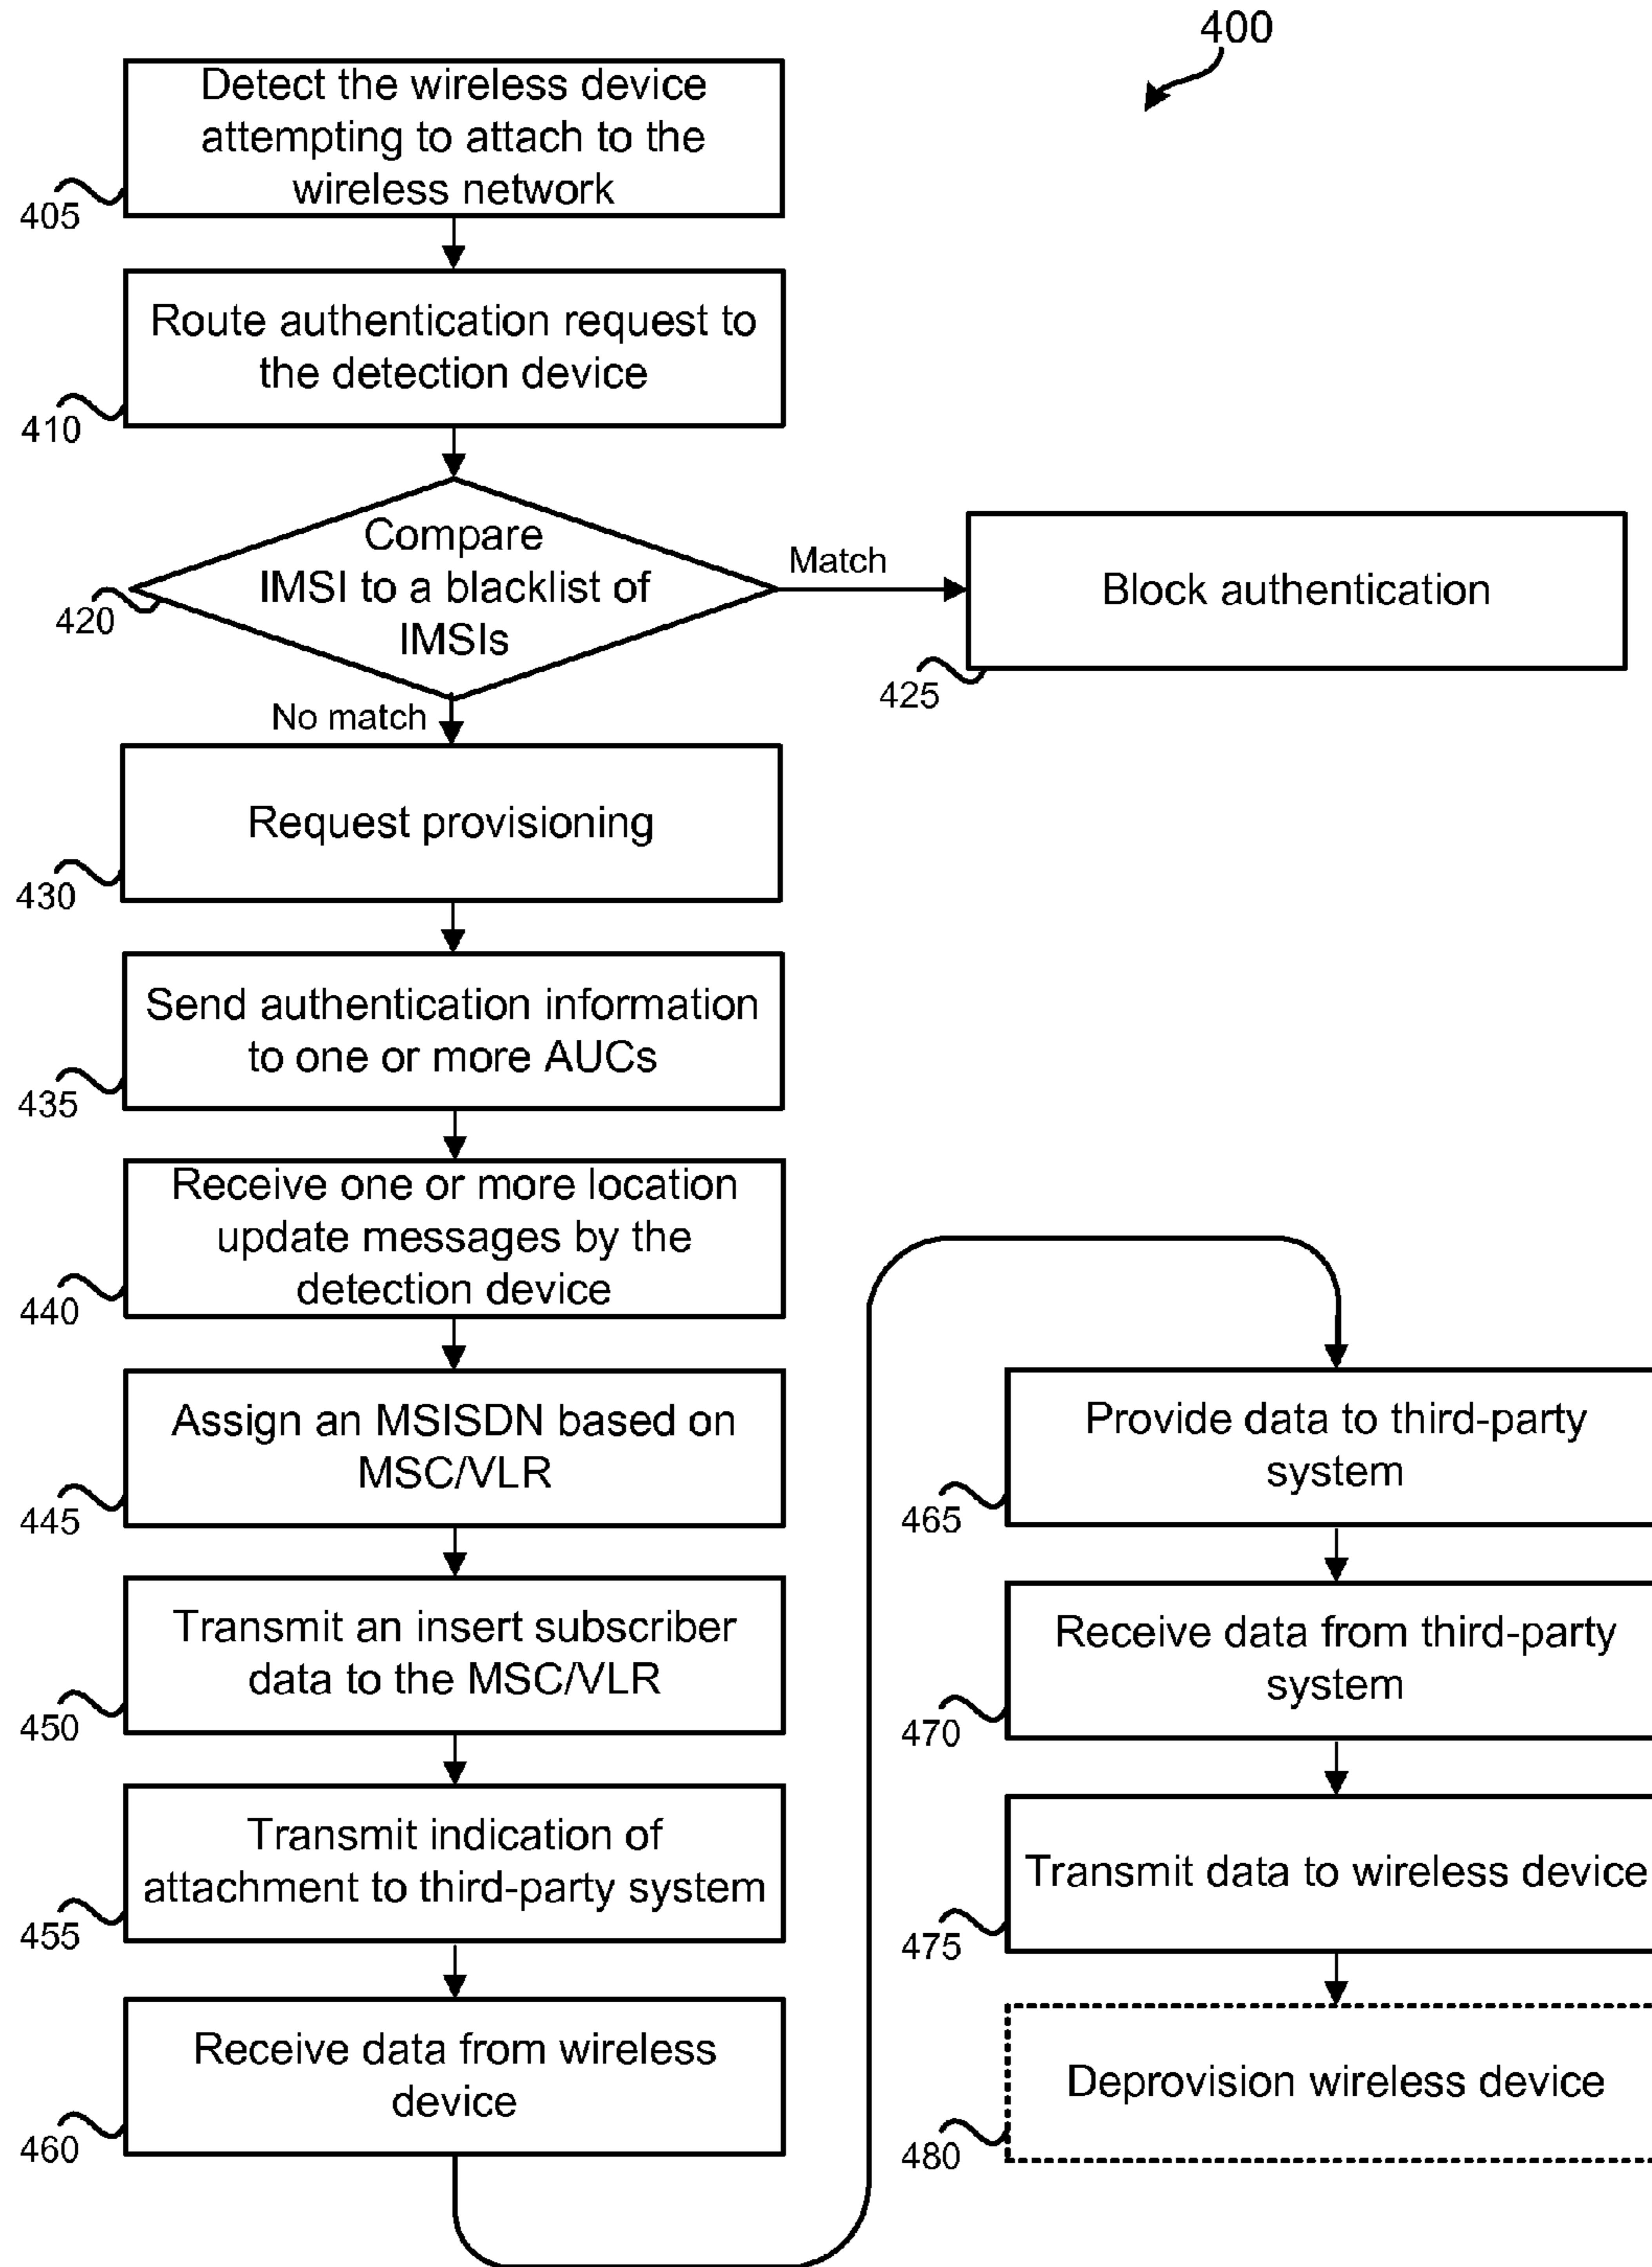 400
Detect the wireless device
attempting to attach to the
wireless network
405
Route authentication request to
the detection device
410
Compare
IMSI to a blacklist of
IMSIs
420
Match
Block authentication
425
No match
Request provisioning
430
Send authentication information
to one or more AUCs
435
Receive one or more location
update messages by the
detection device
440
Assign an MSISDN based on
MSC/VLR
445
Transmit an insert subscriber
data to the MSC/VLR
450
Transmit indication of
attachment to third-party system
455
Receive data from wireless
device
460
Provide data to third-party
system
465
Receive data from third-party
system
470
Transmit data to wireless device
475
Deprovision wireless device
480